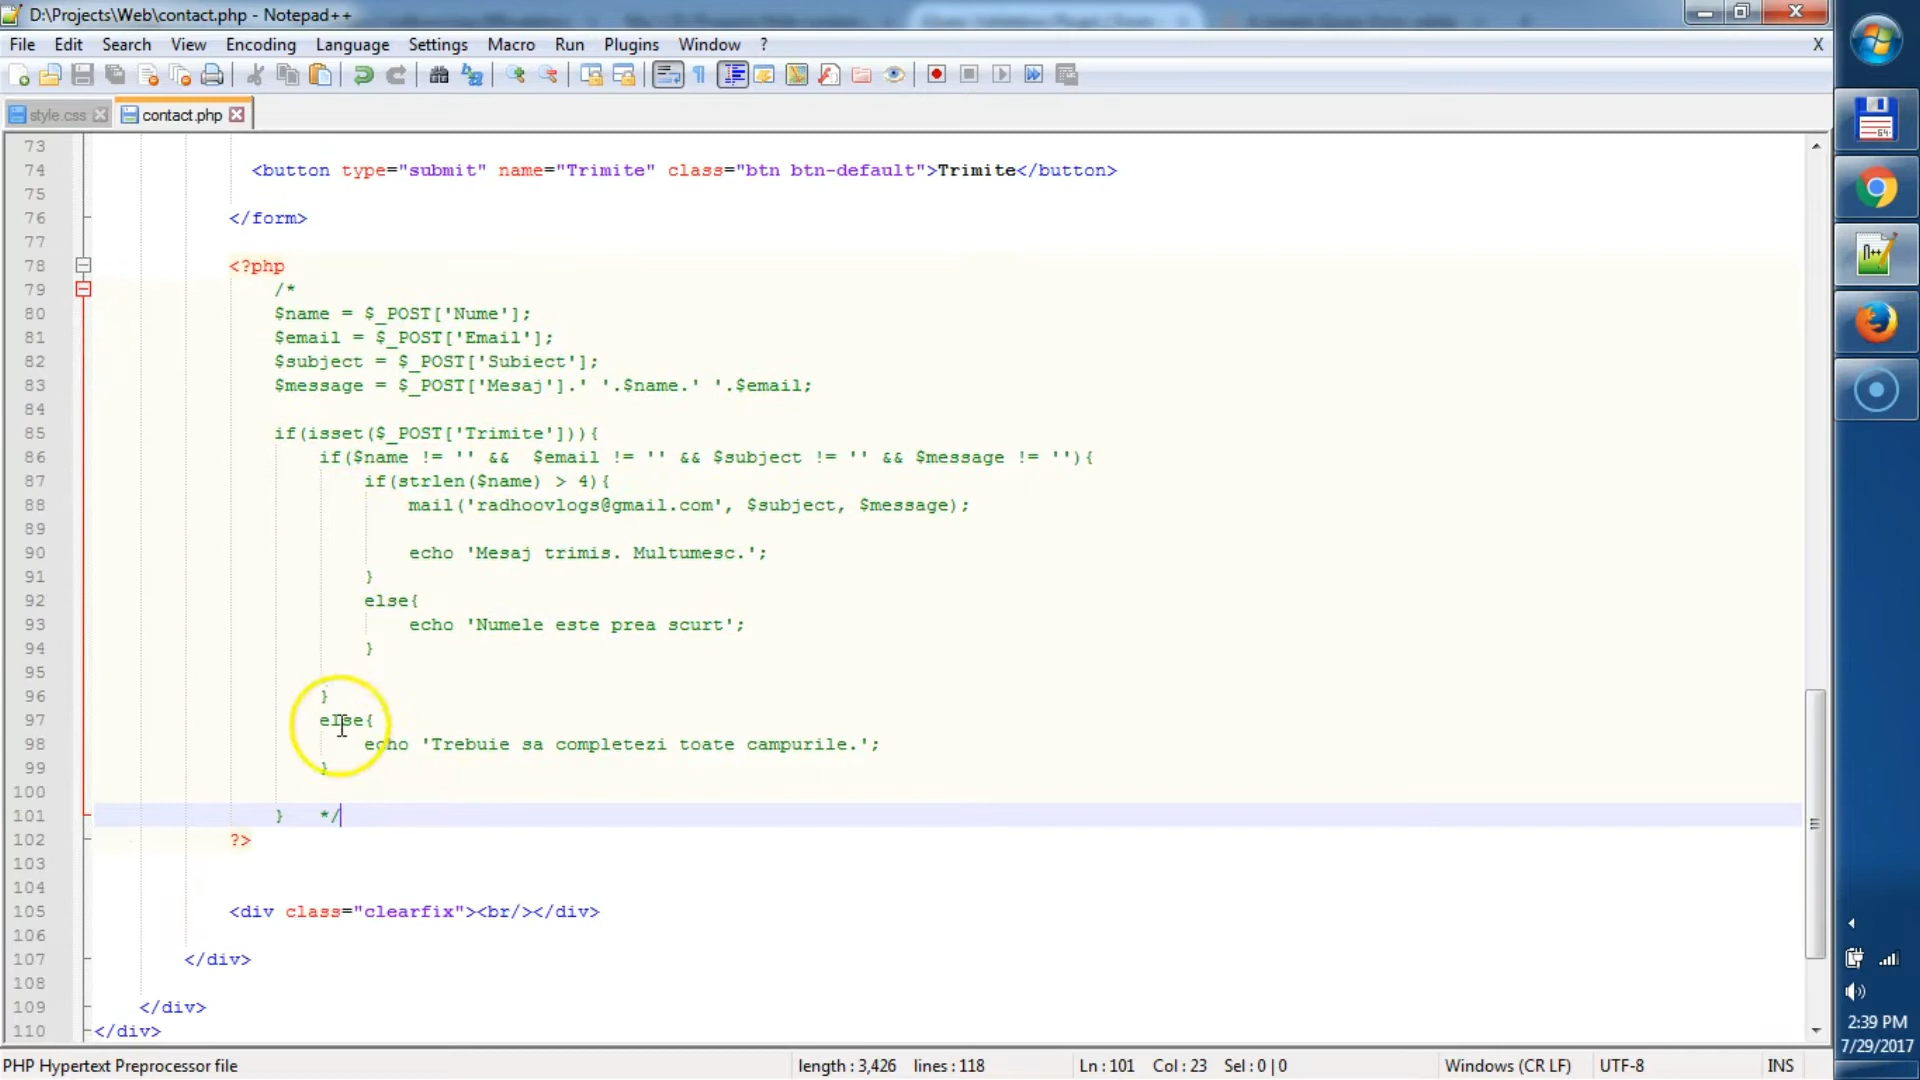 D:\Projects\Web\contact.php - Notepad++
File Edit Search View Encoding Language Settings Macro Run Plugins Window ? X
style.css contact.php
73
74 <button type="submit" name="Trimite" class="btn btn-default">Trimite</button>
75
76 </form>
77
78 <?php
79 /*
80 $name = $_POST['Nume'];
81 $email = $_POST['Email'];
82 $subject = $_POST['Subiect'];
83 $message = $_POST['Mesaj'].' '.$name.' '.$email;
84
85 if(isset($_POST['Trimite'])){
86 if($name != '' && $email != '' && $subject != '' && $message != ''){
87 if(strlen($name) > 4){
88 mail('radhoovlogs@gmail.com', $subject, $message);
89
90 echo 'Mesaj trimis. Multumesc.';
91 }
92 else{
93 echo 'Numele este prea scurt';
94 }
95
96 }
97 else{
98 echo 'Trebuie sa completezi toate campurile.';
99 }
100
101 } */
102 ?>
103
104
105 <div class="clearfix"><br/></div>
106
107 </div>
108
109 </div>
110 </div>
PHP Hypertext Preprocessor file length : 3,426 lines : 118 Ln : 101 Col : 23 Sel : 0 | 0 Windows (CR LF) UTF-8 INS
64
n++
2:39 PM
7/29/2017